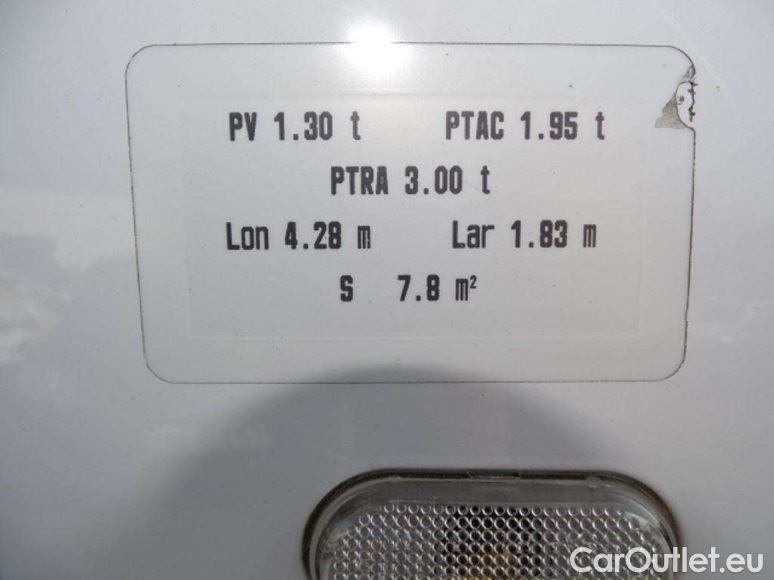 PV 1.30 t PTAC 1.95 t
PTRA 3.00 t
Lon 4.28 m Lar 1.83 m
S 7.8 m²
CarOutlet.eu